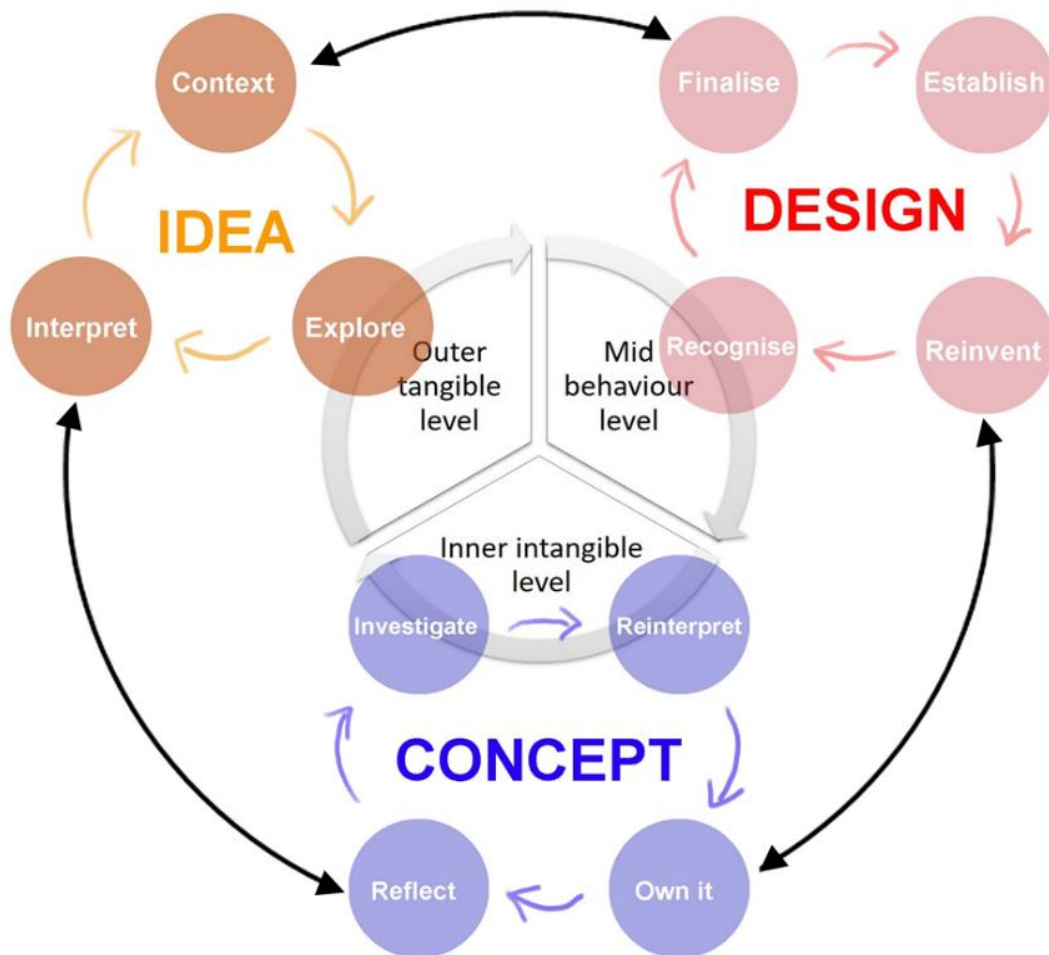 Context
Finalise
Establish
IDEA
DESIGN
Interpret
Explore
Outer
tangible
level
Mid
behaviour
level
Recognise
Reinvent
Inner intangible
level
Investigate
Reinterpret
CONCEPT
Reflect
Own it